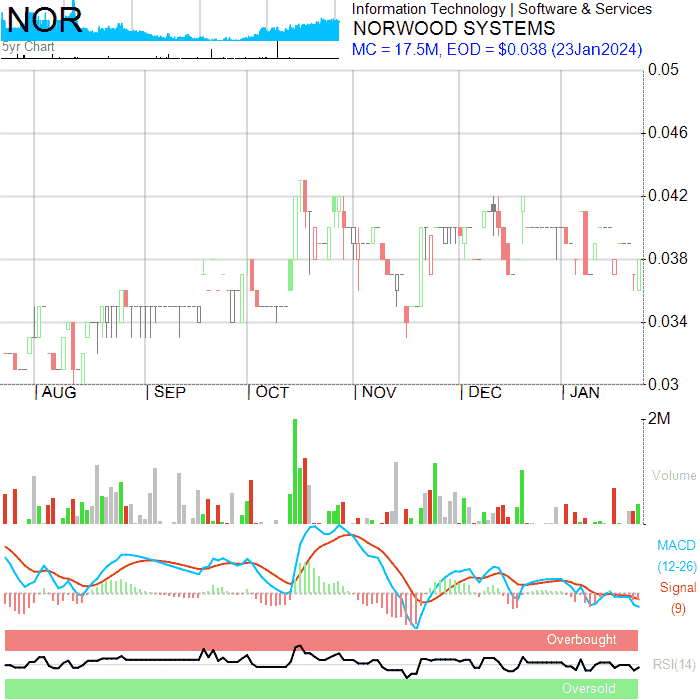 NOR
5yr Chart
Information Technology | Software & Services
NORWOOD SYSTEMS
MC = 17.5M, EOD = $0.038 (23Jan2024)
0.05
0.046
0.042
0.038
0.034
0.03
AUG SEP OCT NOV DEC JAN
2M
Volume
MACD
(12-26)
Signal
(9)
Overbought
RSI(14)
Oversold